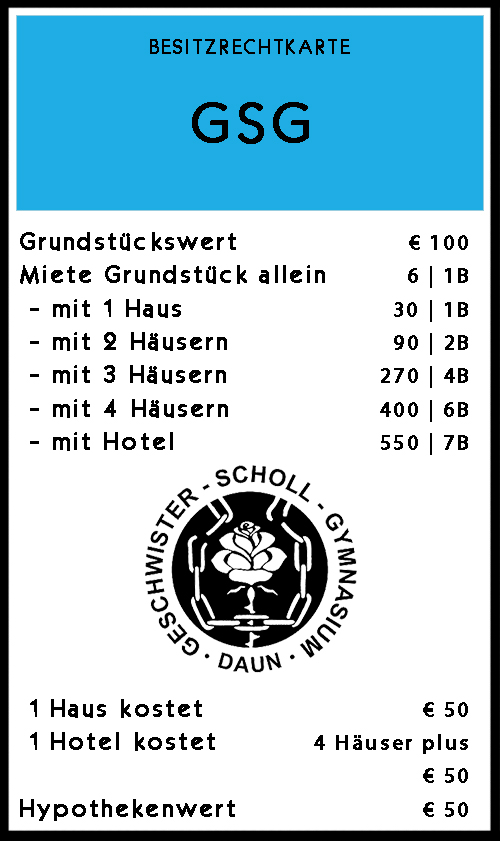 BESITZRECHTKARTE
GSG
Grundstückswert € 100
Miete Grundstück allein 6 | 1B
- mit 1 Haus 30 | 1B
- mit 2 Häusern 90 | 2B
- mit 3 Häusern 270 | 4B
- mit 4 Häusern 400 | 6B
- mit Hotel 550 | 7B
GESCHWISTER - SCHOLL - GYMNASIUM
· DAUN ·
1 Haus kostet € 50
1 Hotel kostet 4 Häuser plus
€ 50
Hypothekenwert € 50